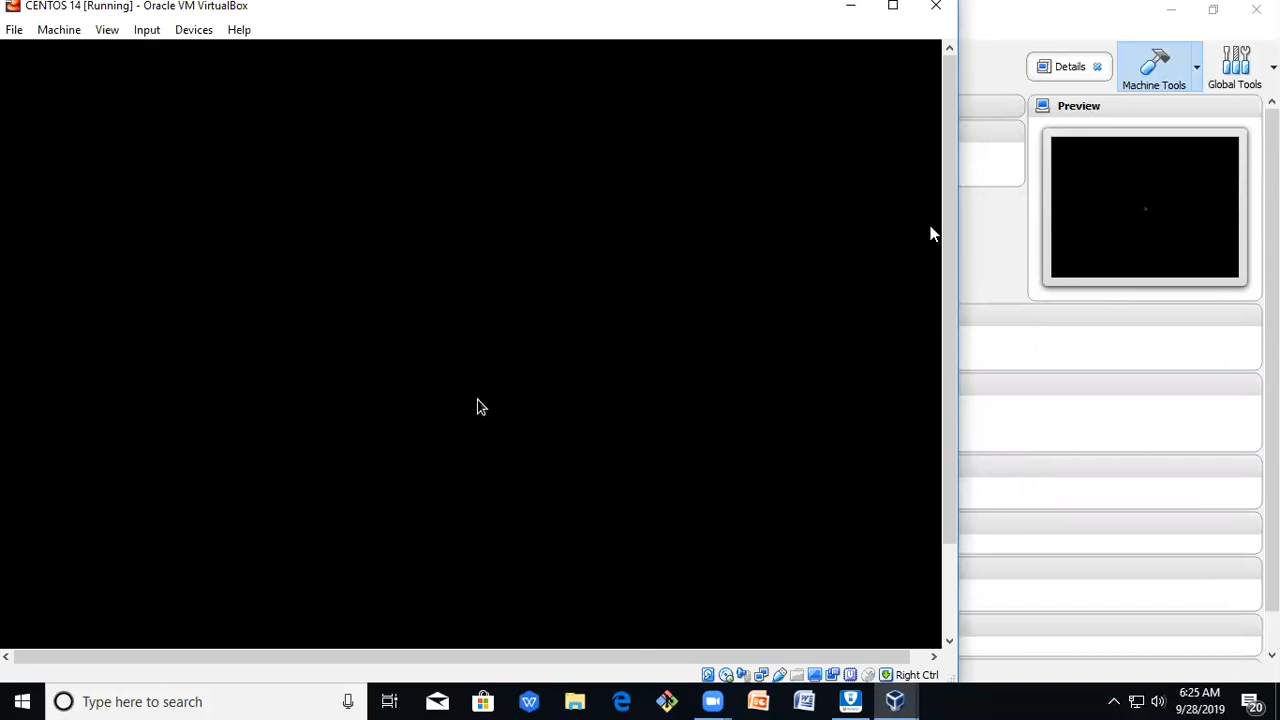 CENTOS 14 [Running] - Oracle VM VirtualBox
File Machine View Input Devices Help
Details
Machine Tools
Global Tools
Preview
Right Ctrl
Type here to search
6:25 AM
9/28/2019
20